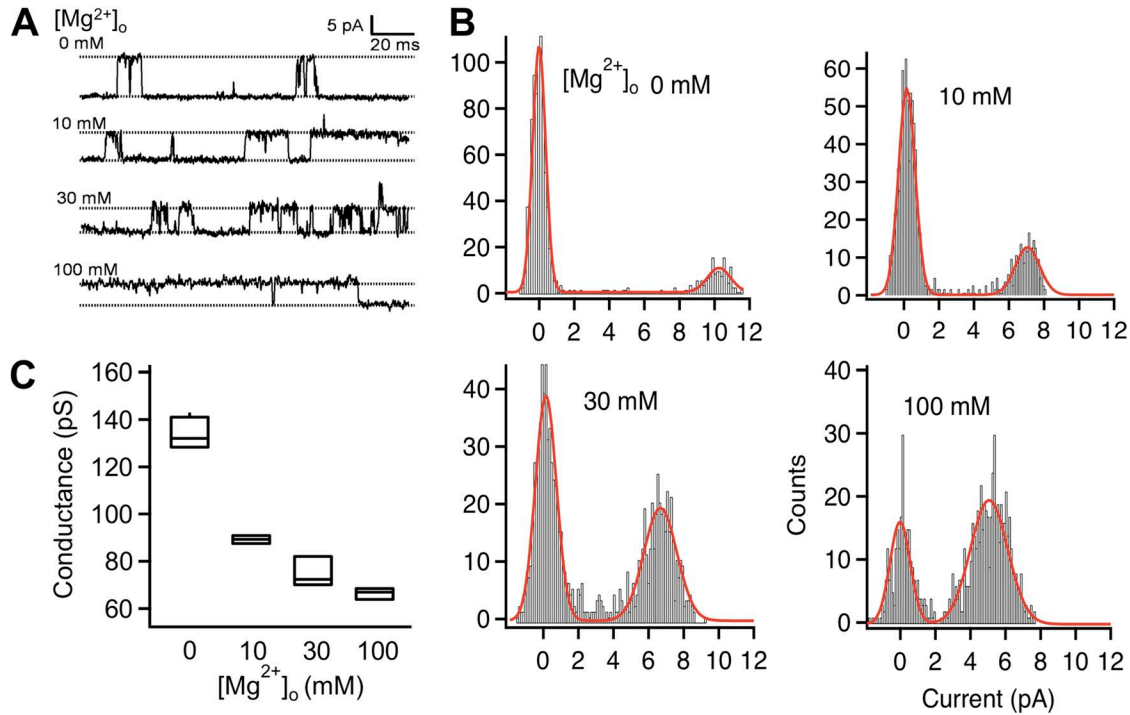 A
[Mg2+]o
0 mM
5 pA
20 ms
10 mM
30 mM
100 mM
B
[Mg2+]o 0 mM
100
80
60
40
20
0
0 2 4 6 8 10 12
10 mM
60
50
40
30
20
10
0
0 2 4 6 8 10 12
C
Conductance (pS)
160
140
120
100
80
60
0 10 30 100
[Mg2+]o (mM)
30 mM
40
30
20
10
0
0 2 4 6 8 10 12
100 mM
Counts
40
30
20
10
0
0 2 4 6 8 10 12
Current (pA)